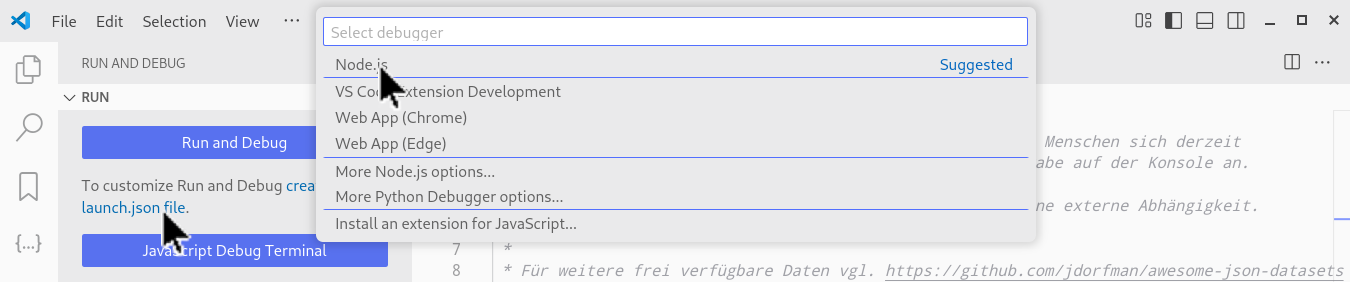 File Edit Selection View ···
Select debugger
Node.js Suggested
VS Code Extension Development
Web App (Chrome)
Web App (Edge)
More Node.js options...
More Python Debugger options...
Install an extension for JavaScript...
RUN AND DEBUG
RUN
Run and Debug
To customize Run and Debug crea
launch.json file.
JavaScript Debug Terminal
Menschen sich derzeit
abe auf der Konsole an.
ne externe Abhängigkeit.
7 *
8 * Für weitere frei verfügbare Daten vgl. https://github.com/jdorfman/awesome-json-datasets